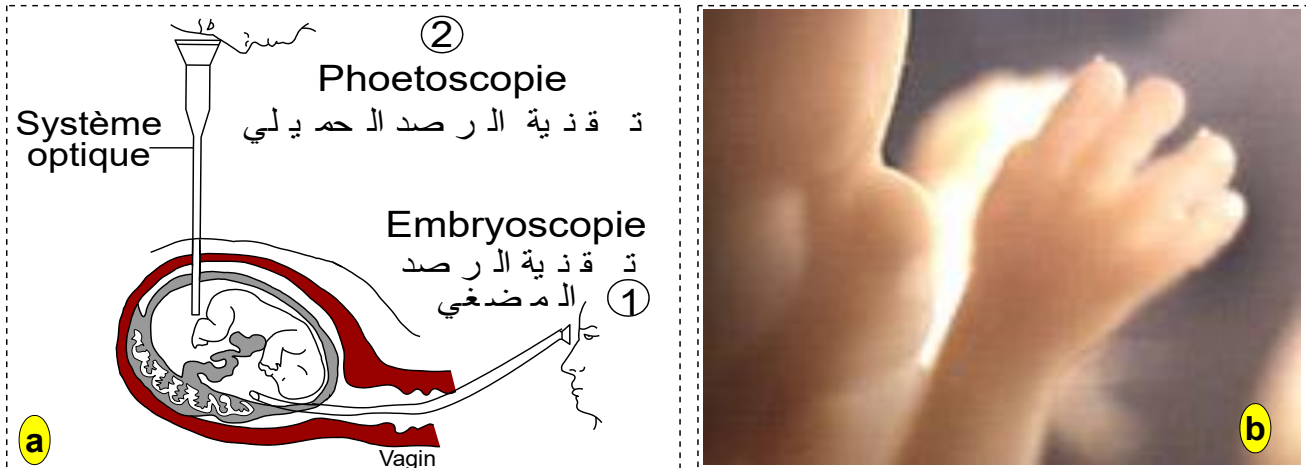 ②
Phoetoscopie
تقنية الرصد الحميلي
Système
optique
Embryoscopie
تقنية الرصد
المضغي
①
Vagin
a
b